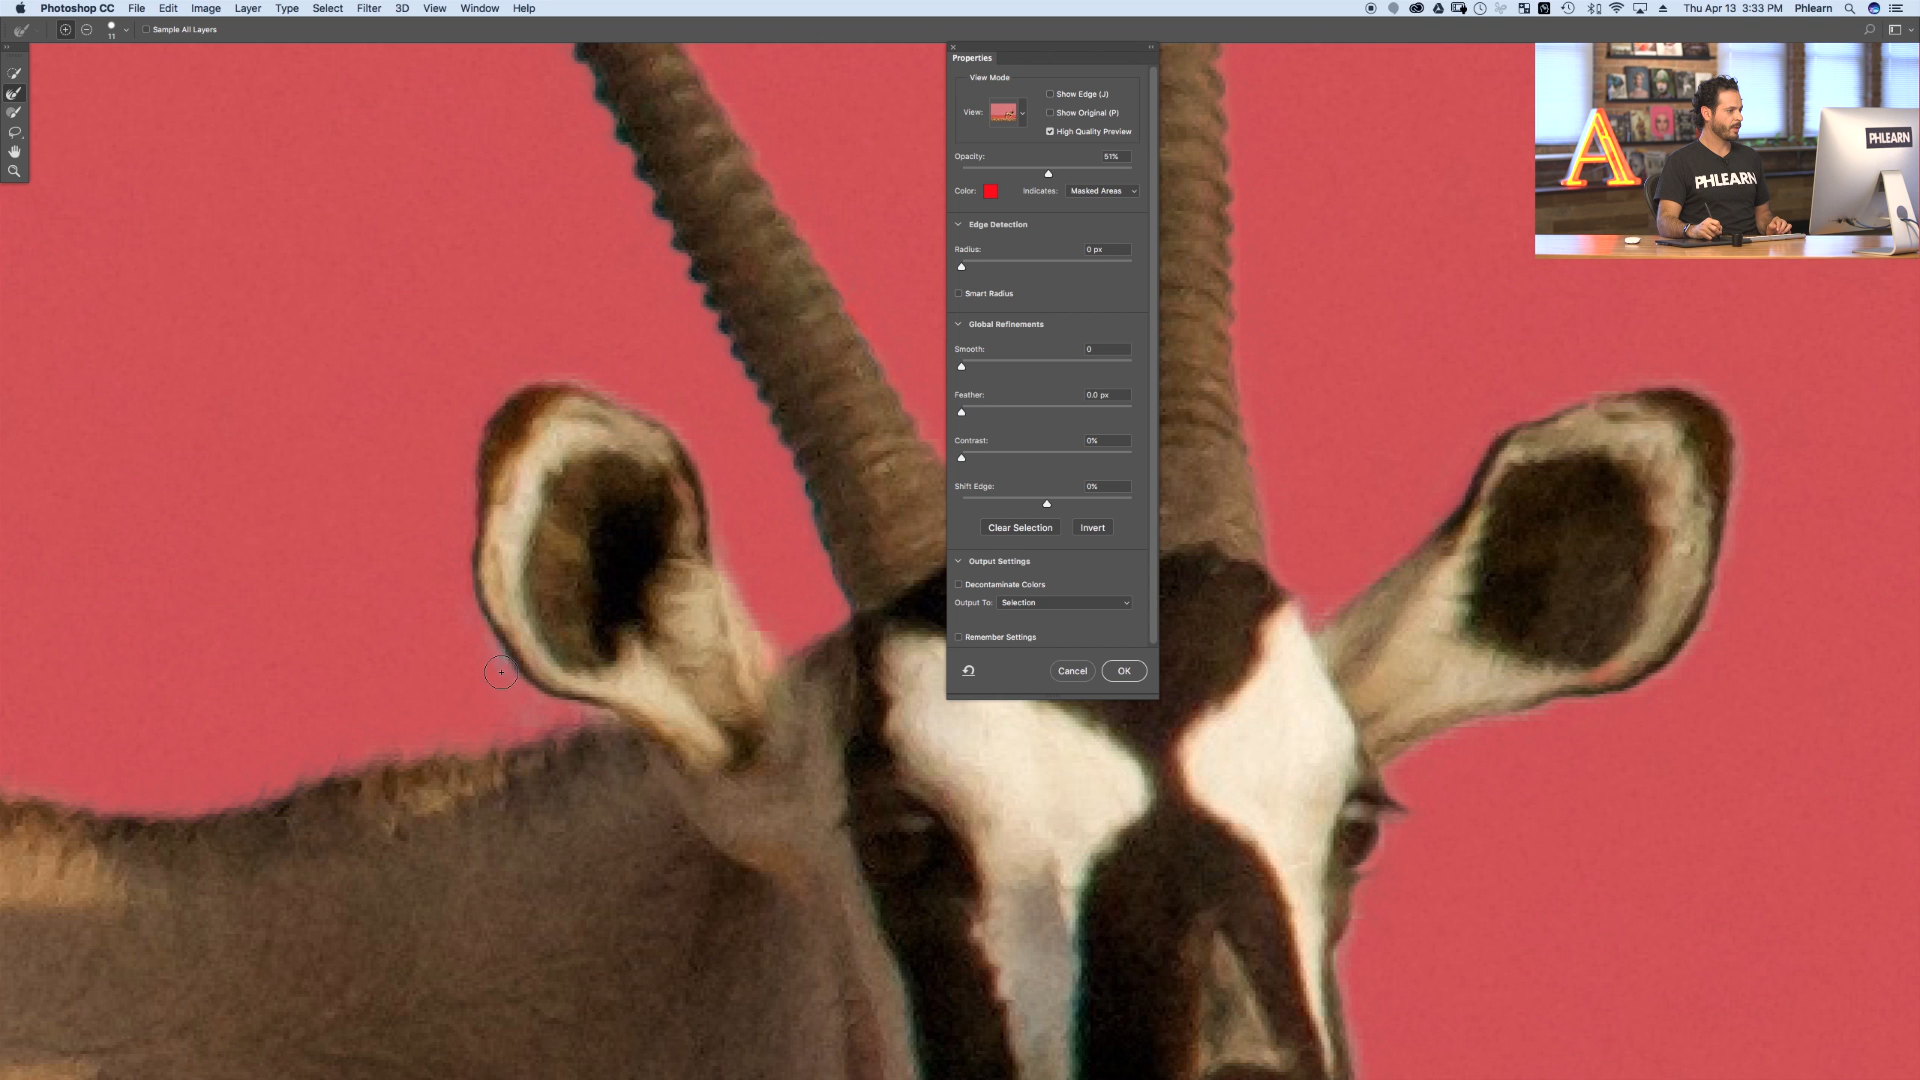 Photoshop CC File Edit Image Layer Type Select Filter 3D View Window Help Thu Apr 13 3:33 PM Phlearn
11 Sample All Layers
Properties
View Mode
View:
Show Edge (J)
Show Original (P)
High Quality Preview
Opacity: 51%
Color: Indicates: Masked Areas
Edge Detection
Radius: 0 px
Smart Radius
Global Refinements
Smooth: 0
Feather: 0.0 px
Contrast: 0%
Shift Edge: 0%
Clear Selection Invert
Output Settings
Decontaminate Colors
Output To: Selection
Remember Settings
Cancel OK
A
PHLEARN
PHLEARN